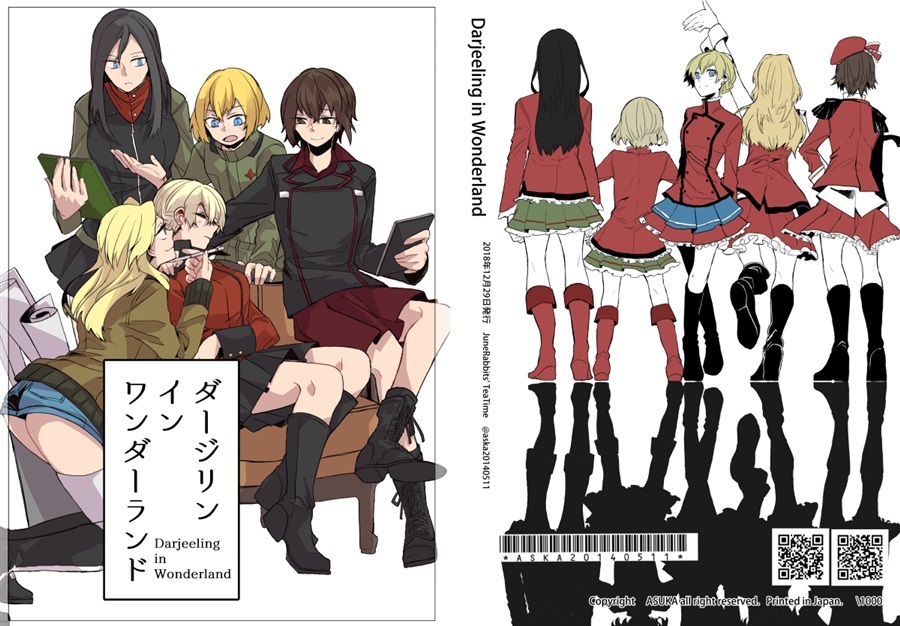 ダージリン
イン
ワンダーランド
Darjeeling
in
Wonderland
Darjeeling in Wonderland
2018年12月29日発行 JuneRabbits' TeaTime @aska20140511
*ASKA20140511*
Copyright ASUKA all right reserved. Printed in Japan. \1000